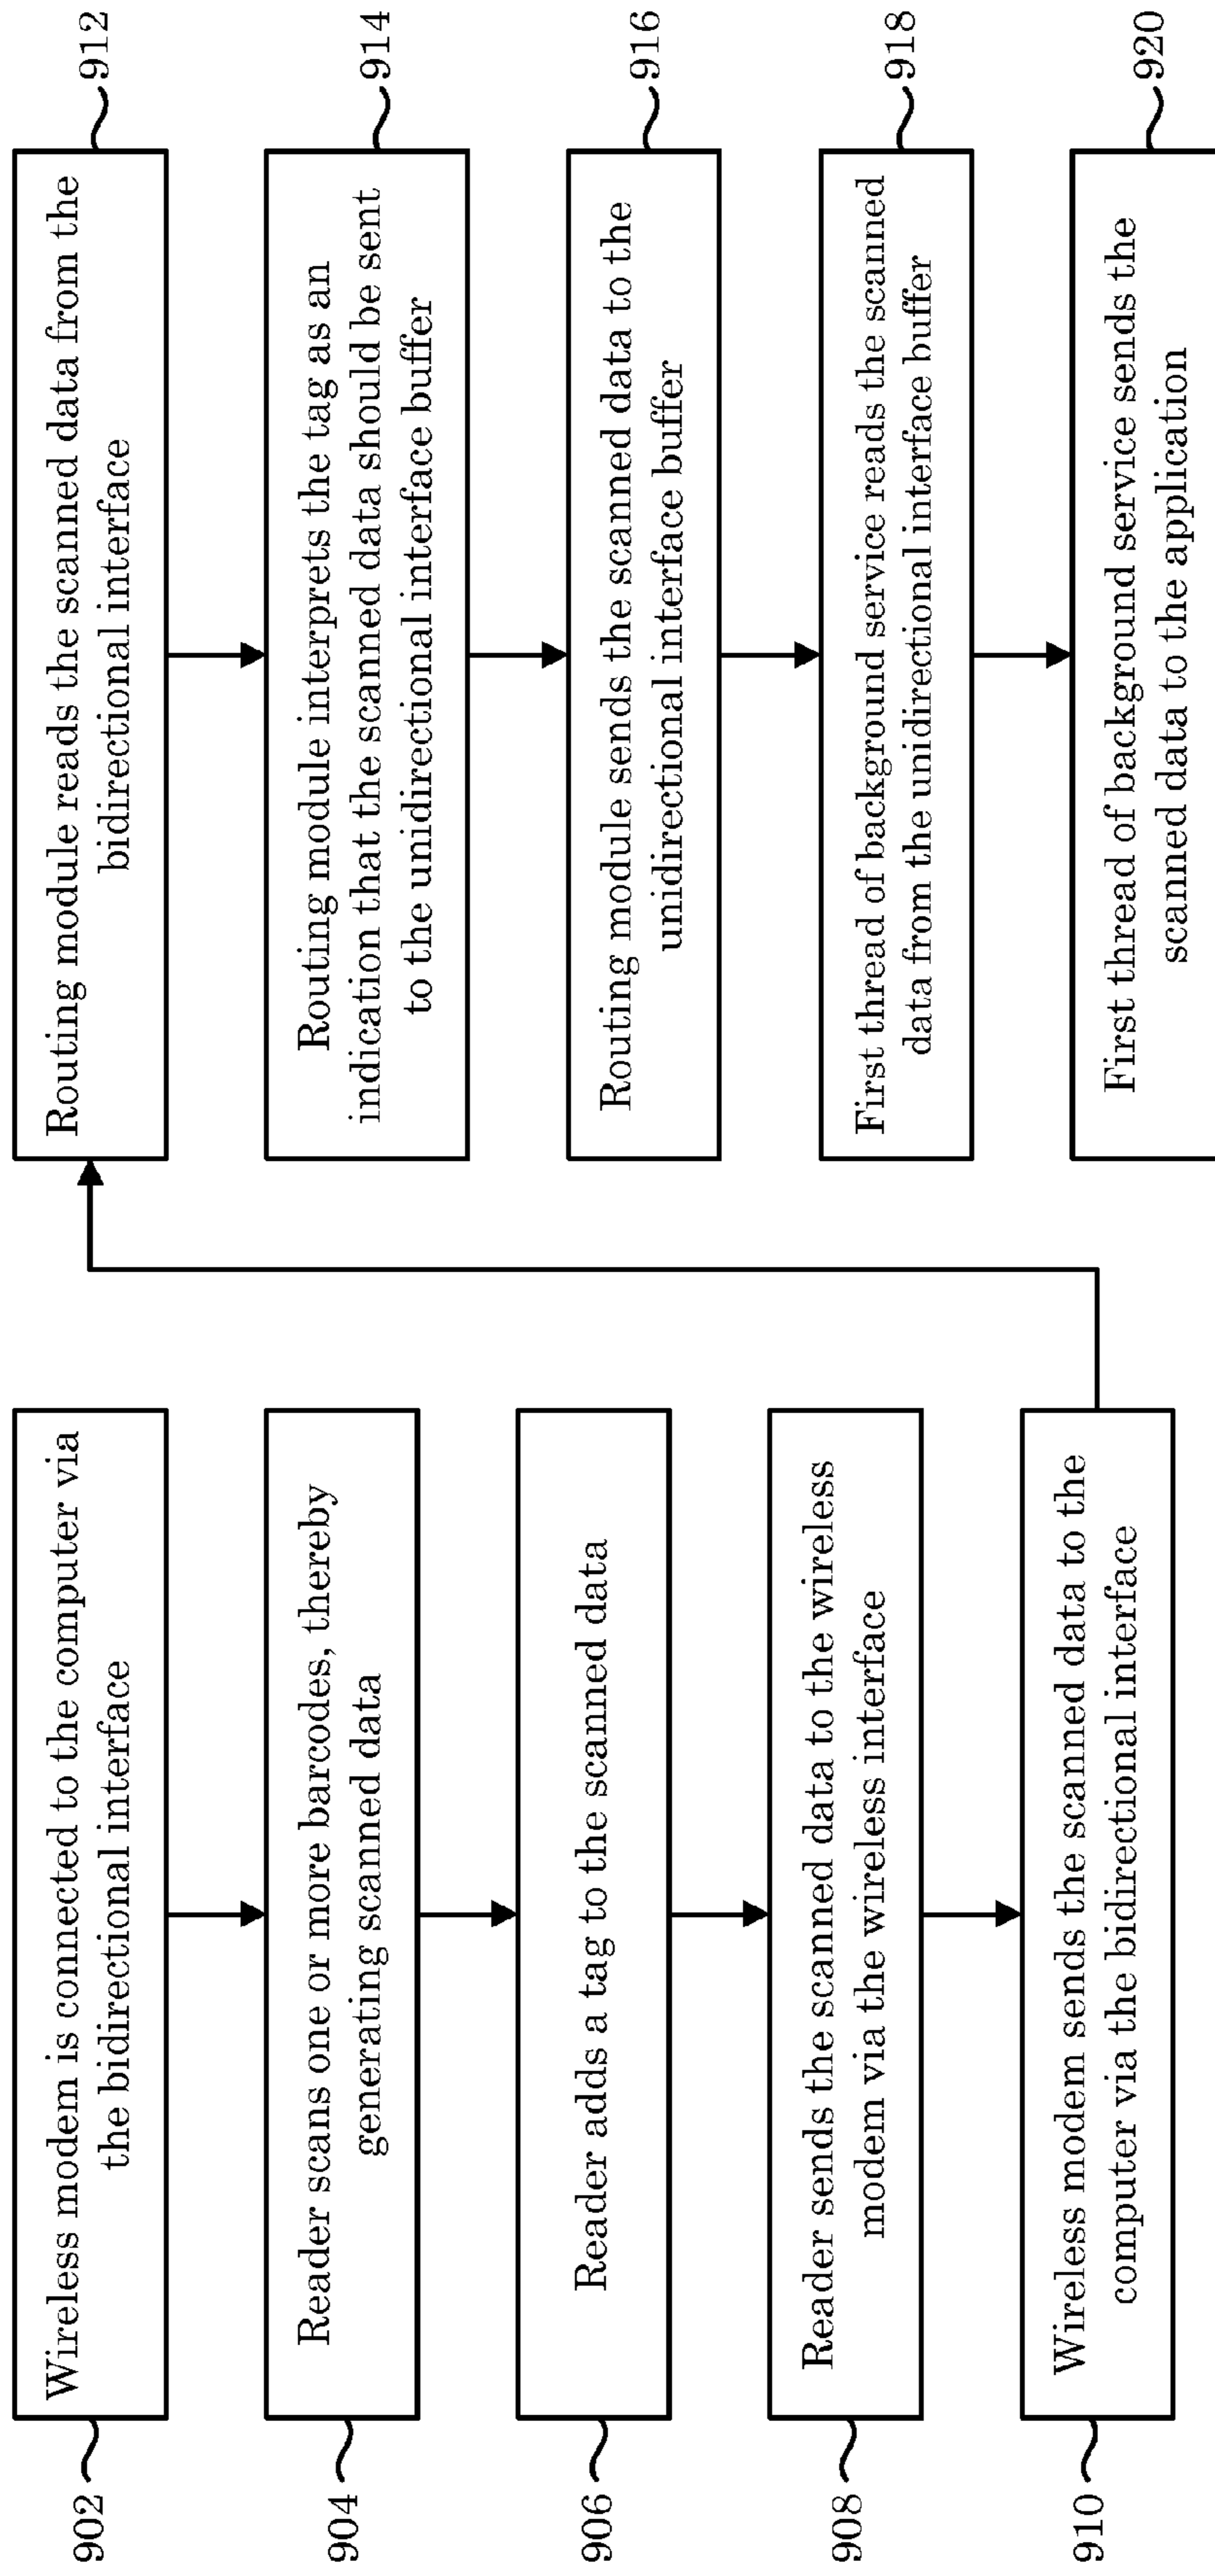 902
Wireless modem is connected to the computer via
the bidirectional interface
904
Reader scans one or more barcodes, thereby
generating scanned data
906
Reader adds a tag to the scanned data
908
Reader sends the scanned data to the wireless
modem via the wireless interface
910
Wireless modem sends the scanned data to the
computer via the bidirectional interface
912
Routing module reads the scanned data from the
bidirectional interface
914
Routing module interprets the tag as an
indication that the scanned data should be sent
to the unidirectional interface buffer
916
Routing module sends the scanned data to the
unidirectional interface buffer
918
First thread of background service reads the scanned
data from the unidirectional interface buffer
920
First thread of background service sends the
scanned data to the application